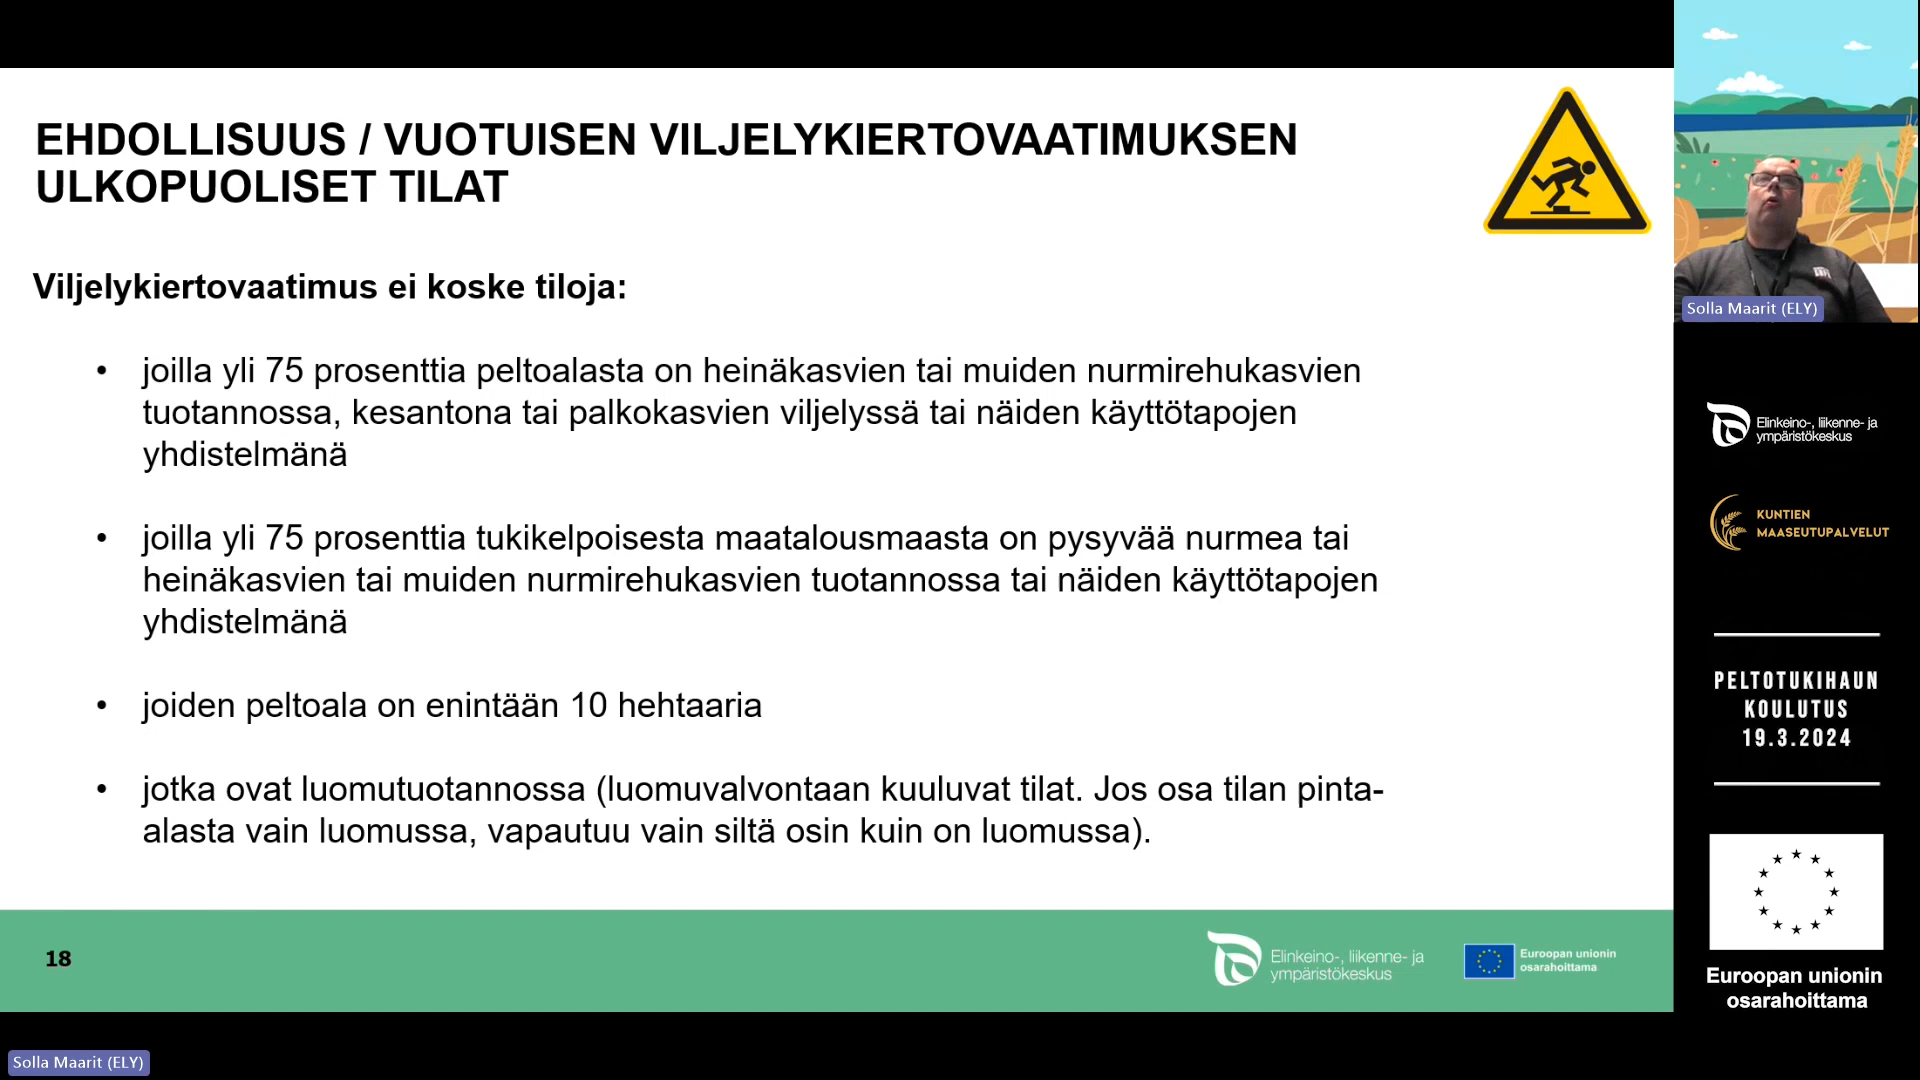 EHDOLLISUUS / VUOTUISEN VILJELYKIERTOVAATIMUKSEN
ULKOPUOLISET TILAT
Viljelykiertovaatimus ei koske tiloja:
• joilla yli 75 prosenttia peltoalasta on heinäkasvien tai muiden nurmirehukasvien
tuotannossa, kesantona tai palkokasvien viljelyssä tai näiden käyttötapojen
yhdistelmänä
• joilla yli 75 prosenttia tukikelpoisesta maatalousmaasta on pysyvää nurmea tai
heinäkasvien tai muiden nurmirehukasvien tuotannossa tai näiden käyttötapojen
yhdistelmänä
• joiden peltoala on enintään 10 hehtaaria
• jotka ovat luomutuotannossa (luomuvalvontaan kuuluvat tilat. Jos osa tilan pinta-
alasta vain luomussa, vapautuu vain siltä osin kuin on luomussa).
18
Elinkeino-, liikenne- ja
ympäristökeskus
Euroopan unionin
osarahoittama
Solla Maarit (ELY)
Solla Maarit (ELY)
Elinkeino-, liikenne- ja
ympäristökeskus
KUNTIEN
MAASEUTUPALVELUT
PELTOTUKIHAUN
KOULUTUS
19.3.2024
Euroopan unionin
osarahoittama